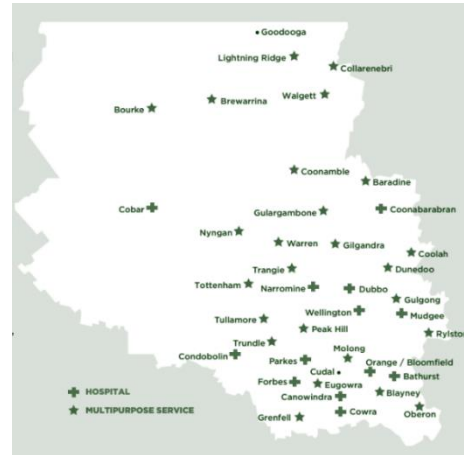 Goodooga
Lightning Ridge
Collarenebri
Walgett
Brewarrina
Bourke
Coonamble
Baradine
Cobar
Gulargambone
Coonabarabran
Nyngan
Warren
Gilgandra
Coolah
Trangie
Dunedoo
Tottenham
Narromine
Dubbo
Gulgong
Wellington
Mudgee
Tullamore
Peak Hill
Rylston
Trundle
Molong
Condobolin
Parkes
Orange / Bloomfield
Cudal
Bathurst
Forbes
Eugowra
HOSPITAL
Canowindra
Blayney
MULTIPURPOSE SERVICE
Cowra
Oberon
Grenfell